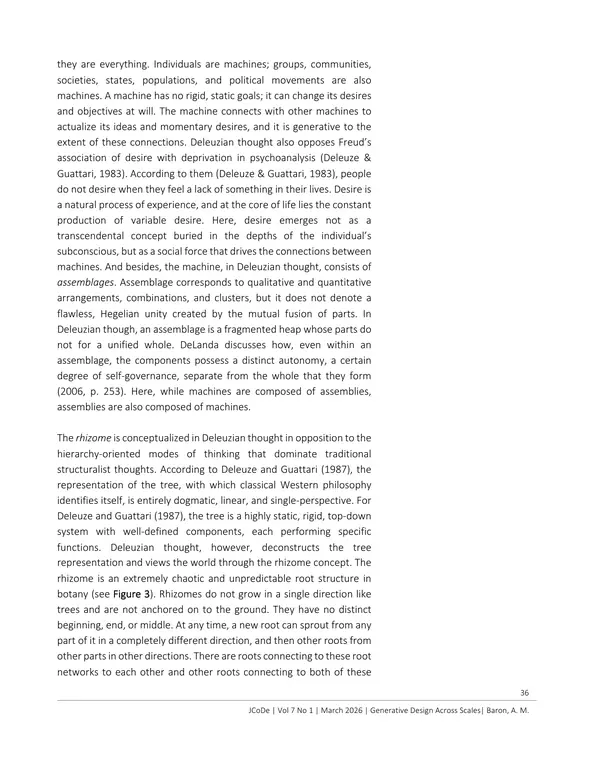 they are everything. Individuals are machines; groups, communities,
societies, states, populations, and political movements are also
machines. A machine has no rigid, static goals; it can change its desires
and objectives at will. The machine connects with other machines to
actualize its ideas and momentary desires, and it is generative to the
extent of these connections. Deleuzian thought also opposes Freud's
association of desire with deprivation in psychoanalysis (Deleuze &
Guattari, 1983). According to them (Deleuze & Guattari, 1983), people
do not desire when they feel a lack of something in their lives. Desire is
a natural process of experience, and at the core of life lies the constant
production of variable desire. Here, desire emerges not as a
transcendental concept buried in the depths of the individual's
subconscious, but as a social force that drives the connections between
machines. And besides, the machine, in Deleuzian thought, consists of
assemblages. Assemblage corresponds to qualitative and quantitative
arrangements, combinations, and clusters, but it does not denote a
flawless, Hegelian unity created by the mutual fusion of parts. In
Deleuzian though, an assemblage is a fragmented heap whose parts do
not for a unified whole. DeLanda discusses how, even within an
assemblage, the components possess a distinct autonomy, a certain
degree of self-governance, separate from the whole that they form
(2006, p. 253). Here, while machines are composed of assemblies,
assemblies are also composed of machines.
The rhizome is conceptualized in Deleuzian thought in opposition to the
hierarchy-oriented modes of thinking that dominate traditional
structuralist thoughts. According to Deleuze and Guattari (1987), the
representation of the tree, with which classical Western philosophy
identifies itself, is entirely dogmatic, linear, and single-perspective. For
Deleuze and Guattari (1987), the tree is a highly static, rigid, top-down
system with well-defined components, each performing specific
functions. Deleuzian thought, however, deconstructs the tree
representation and views the world through the rhizome concept. The
rhizome is an extremely chaotic and unpredictable root structure in
botany (see Figure 3). Rhizomes do not grow in a single direction like
trees and are not anchored on to the ground. They have no distinct
beginning, end, or middle. At any time, a new root can sprout from any
part of it in a completely different direction, and then other roots from
other parts in other directions. There are roots connecting to these root
networks to each other and other roots connecting to both of these
36
JCoDe | Vol 7 No 1 | March 2026 | Generative Design Across Scales| Baron, A. M.